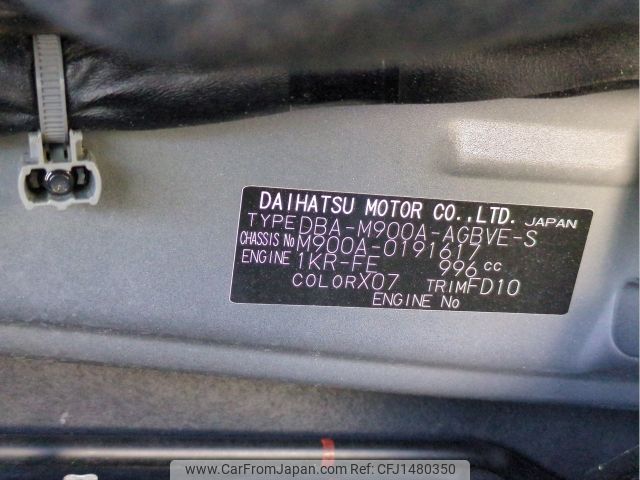 DAIHATSU MOTOR CO.,LTD. JAPAN
TYPE DBA-M900A-AGBVE-S
CHASSIS No M900A-0191617
ENGINE 1KR-FE 996 cc
COLOR X07 TRIM FD10
ENGINE No
www.CarFromJapan.com Ref: CFJ1480350